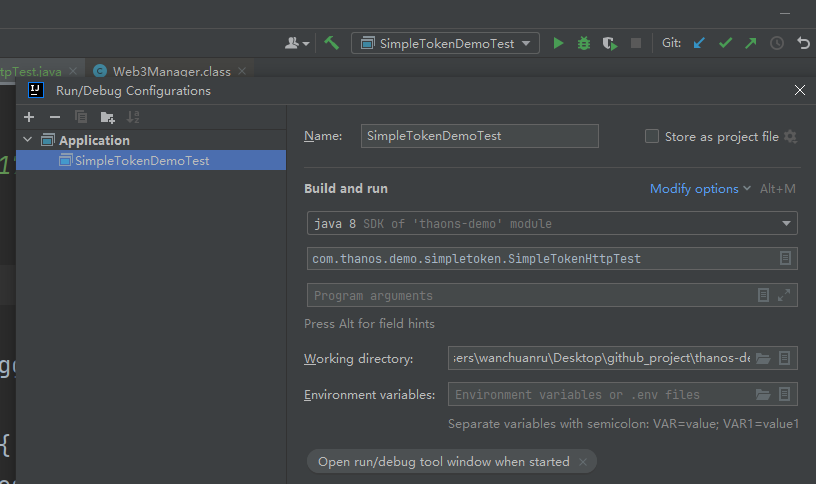 SimpleTokenDemoTest
Git:
tpTest.java
Web3Manager.class
Run/Debug Configurations
Application
SimpleTokenDemoTest
Name:
SimpleTokenDemoTest
Store as project file
Build and run
Modify options
Alt+M
java 8 SDK of 'thaons-demo' module
com.thanos.demo.simpletoken.SimpleTokenHttpTest
Program arguments
Press Alt for field hints
Working directory:
sers\wanchuanru\Desktop\github_project\thanos-de
Environment variables:
Environment variables or .env files
Separate variables with semicolon: VAR=value; VAR1=value1
Open run/debug tool window when started
{